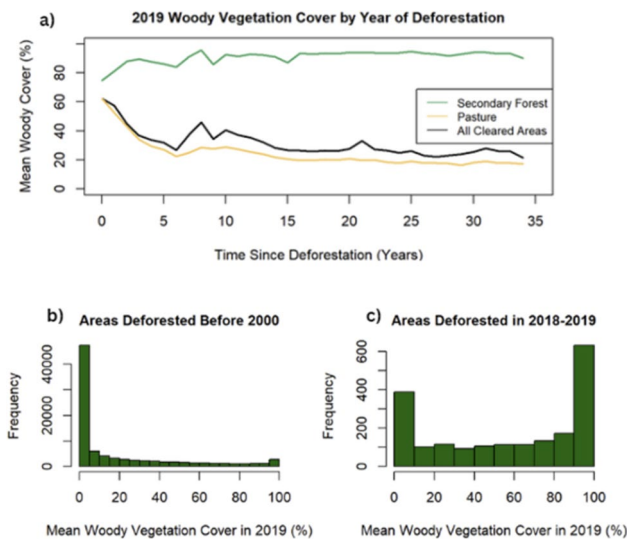 a) 2019 Woody Vegetation Cover by Year of Deforestation
Mean Woody Cover (%)
80
60
40
20
0
Secondary Forest
Pasture
All Cleared Areas
0 5 10 15 20 25 30 35
Time Since Deforestation (Years)
b) Areas Deforested Before 2000
Frequency
40000
20000
0
0 20 40 60 80 100
Mean Woody Vegetation Cover in 2019 (%)
c) Areas Deforested in 2018-2019
Frequency
600
400
200
0
0 20 40 60 80 100
Mean Woody Vegetation Cover in 2019 (%)